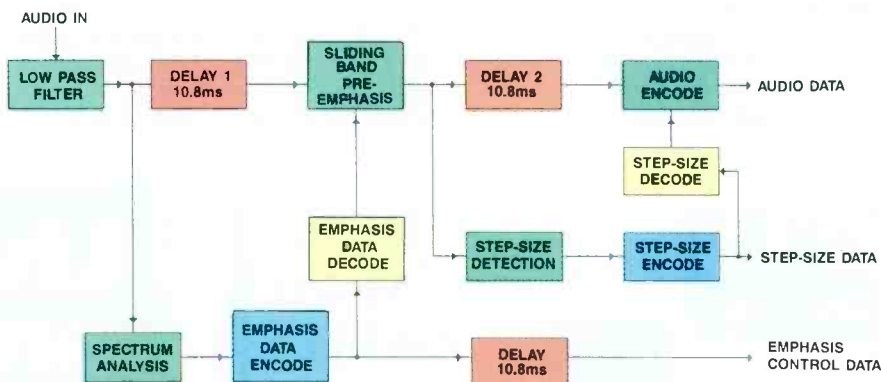 AUDIO IN
LOW PASS
FILTER
DELAY 1
10.8ms
SLIDING
BAND
PRE-
EMPHASIS
DELAY 2
10.8ms
AUDIO
ENCODE
AUDIO DATA
STEP-SIZE
DECODE
EMPHASIS
DATA
DECODE
STEP-SIZE
DETECTION
STEP-SIZE
ENCODE
STEP-SIZE DATA
SPECTRUM
ANALYSIS
EMPHASIS
DATA
ENCODE
DELAY
10.8ms
EMPHASIS
CONTROL DATA